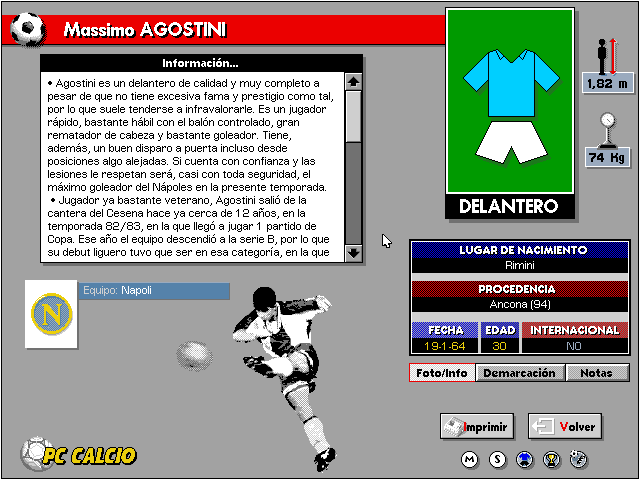 Massimo AGOSTINI
Información...
• Agostini es un delantero de calidad y muy completo a
pesar de que no tiene excesiva fama y prestigio como tal,
por lo que suele tenderse a infravalorarle. Es un jugador
rápido, bastante hábil con el balón controlado, gran
rematador de cabeza y bastante goleador. Tiene,
además, un buen disparo a puerta incluso desde
posiciones algo alejadas. Si cuenta con confianza y las
lesiones le respetan será, casi con toda seguridad, el
máximo goleador del Nápoles en la presente temporada.
• Jugador ya bastante veterano, Agostini salió de la
cantera del Cesena hace ya cerca de 12 años, en la
temporada 82/83, en la que llegó a jugar 1 partido de
Copa. Ese año el equipo descendió a la serie B, por lo que
su debut liguero tuvo que ser en esa categoría, en la que
DELANTERO
1,82 m
74 Kg
N
Equipo: Napoli
LUGAR DE NACIMIENTO
Rimini
PROCEDENCIA
Ancona (94)
FECHA EDAD INTERNACIONAL
19-1-64 30 NO
Foto/Info Demarcación Notas
Imprimir Volver
PC CALCIO
M S